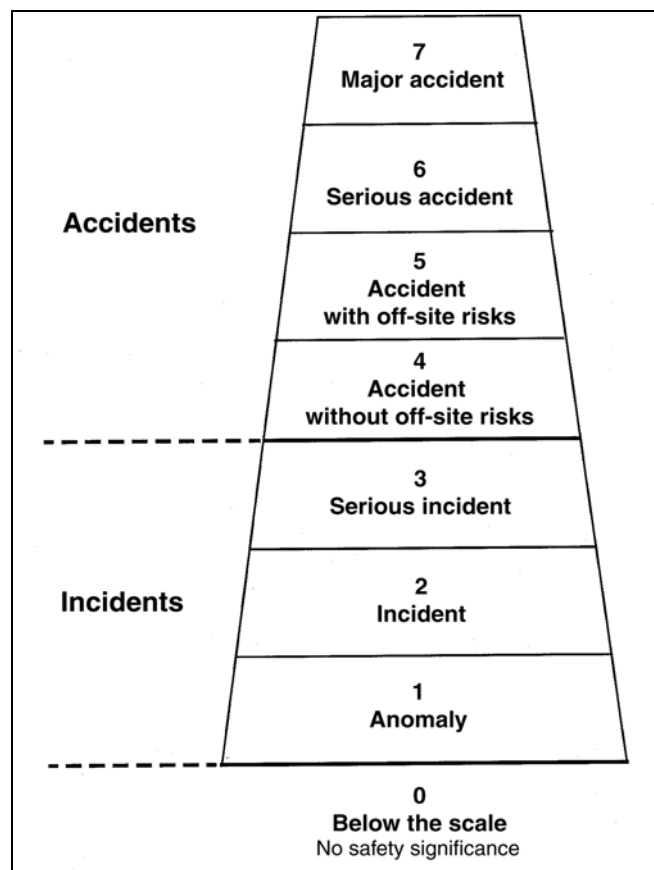 7
Major accident
6
Serious accident
Accidents
5
Accident
with off-site risks
4
Accident
without off-site risks
3
Serious incident
Incidents
2
Incident
1
Anomaly
0
Below the scale
No safety significance